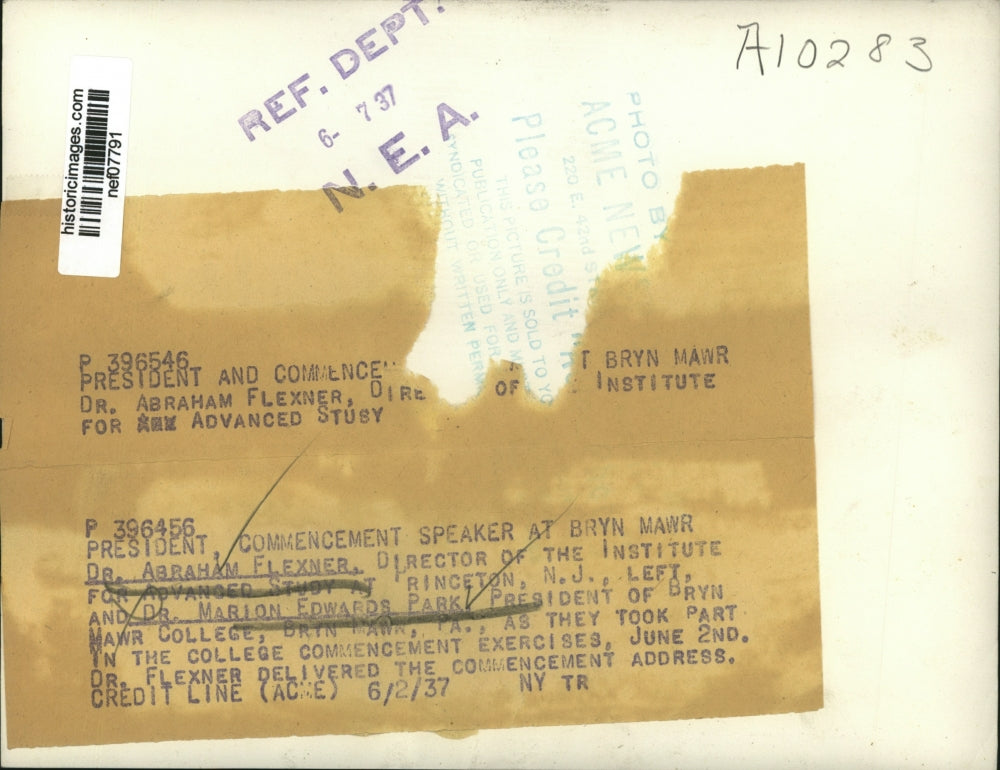 A10283
REF. DEPT.
6- 7 37
N. E. A.
historicimages.com
nef07791
PHOTO BY
ACME NEW
220 E. 42nd ST
Please Credit
THIS PICTURE IS SOLD TO YO
PUBLICATION ONLY AND M
SYNDICATED OR USED FOR
WITHOUT WRITTEN PERM
P 396546
PRESIDENT AND COMMENCE T BRYN MAWR
DR. ABRAHAM FLEXNER, DIRE OF INSTITUTE
FOR ADVANCED STUSY
P 396456
PRESIDENT, COMMENCEMENT SPEAKER AT BRYN MAWR
DR. ABRAHAM FLEXNER, DIRECTOR OF THE INSTITUTE
FOR ADVANCED STUDY AT PRINCETON, N.J., LEFT,
AND DR. MARION EDWARDS PARK, PRESIDENT OF BRYN
MAWR COLLEGE, BRYN MAWR, PA., AS THEY TOOK PART
IN THE COLLEGE COMMENCEMENT EXERCISES, JUNE 2ND.
DR. FLEXNER DELIVERED THE COMMENCEMENT ADDRESS.
CREDIT LINE (ACME) 6/2/37 NY TR